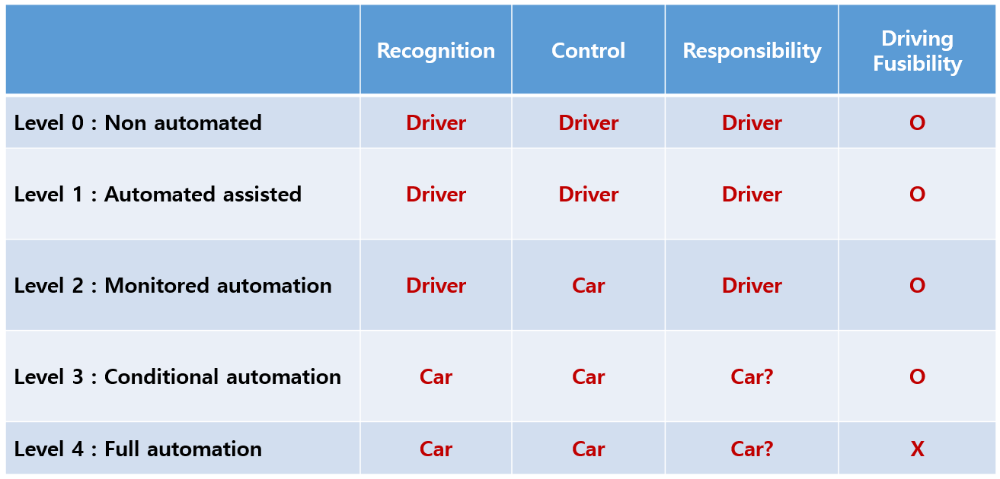 Recognition Control Responsibility Driving
Fusibility
Level 0 : Non automated Driver Driver Driver O
Level 1 : Automated assisted Driver Driver Driver O
Level 2 : Monitored automation Driver Car Driver O
Level 3 : Conditional automation Car Car Car? O
Level 4 : Full automation Car Car Car? X